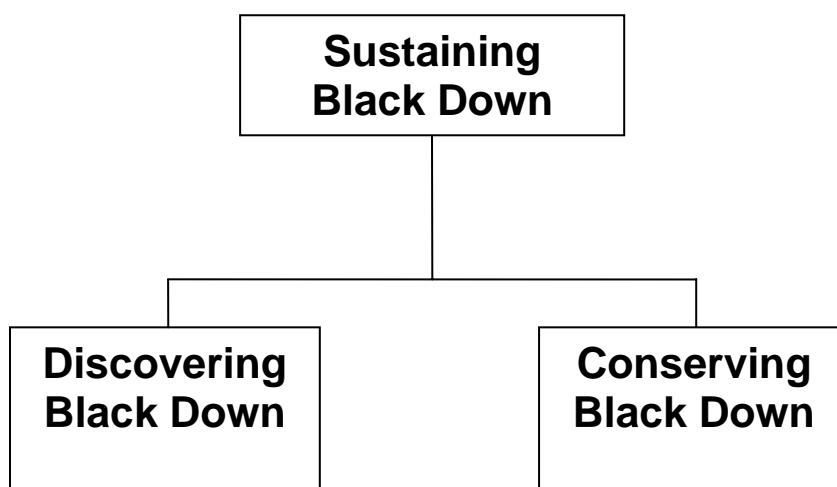 Sustaining
Black Down
Discovering
Black Down
Conserving
Black Down